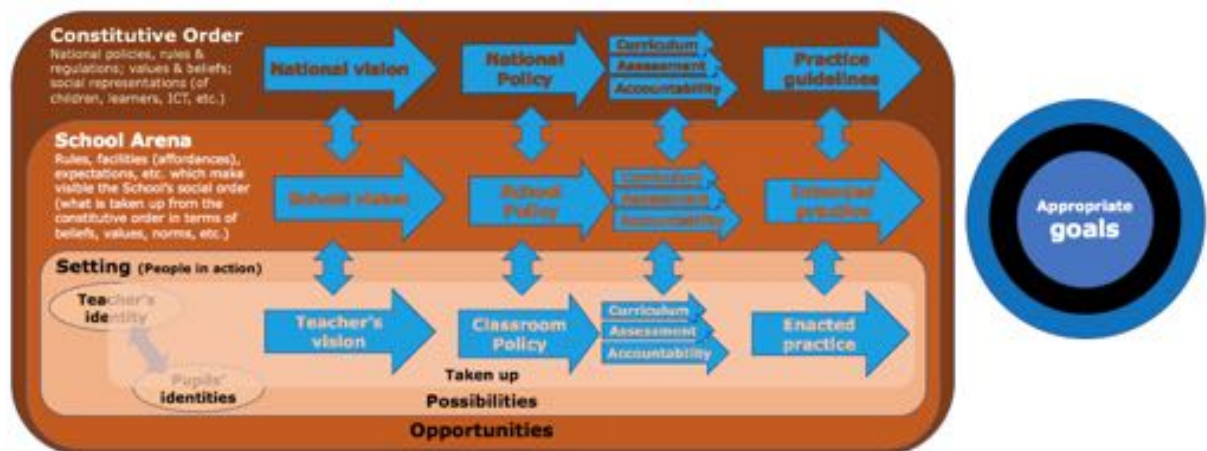 Constitutive Order
National policies, rules &
regulations; values & beliefs;
social representations (of
children, learners, ICT, etc.)
National vision
National
Policy
Curriculum
Assessment
Accountability
Practice
guidelines
School Arena
Rules, facilities (affordances),
expectations, etc. which make
visible the School's social order
(what is taken up from the
constitutive order in terms of
beliefs, values, norms, etc.)
School vision
School
Policy
Curriculum
Assessment
Accountability
practice
Setting (People in action)
Teacher's
identity
Pupils'
identities
Teacher's
vision
Classroom
Policy
Curriculum
Assessment
Accountability
Enacted
practice
Taken up
Possibilities
Opportunities
Appropriate
goals